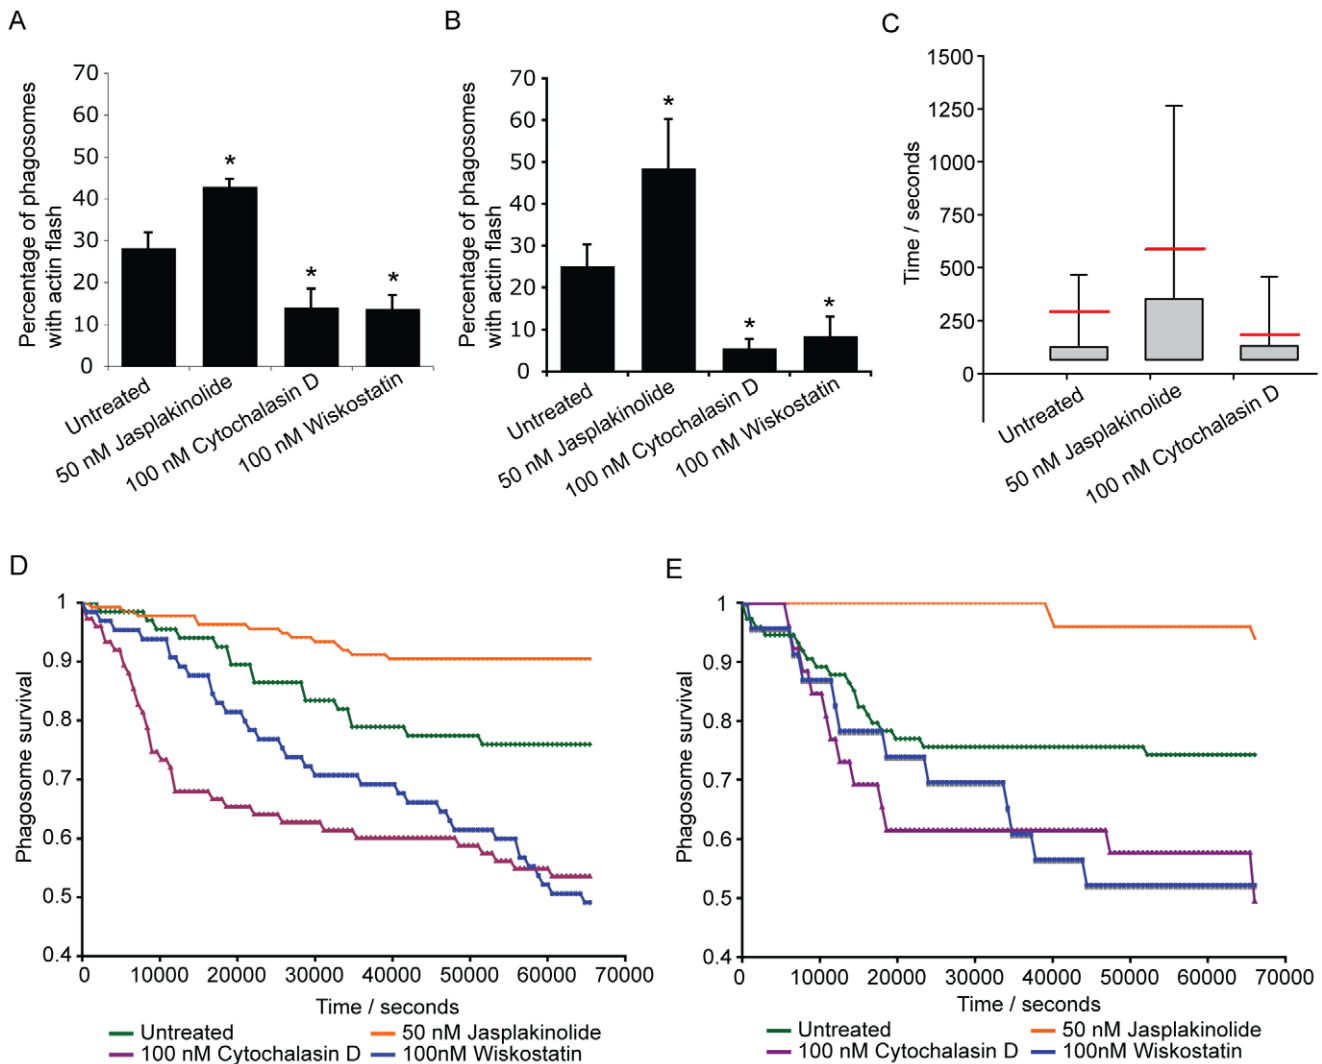 A
Percentage of phagosomes
with actin flash
70
60
50
40
30
20
10
0
*
*
*
Untreated
50 nM Jasplakinolide
100 nM Cytochalasin D
100 nM Wiskostatin
B
Percentage of phagosomes
with actin flash
70
60
50
40
30
20
10
0
*
*
*
Untreated
50 nM Jasplakinolide
100 nM Cytochalasin D
100 nM Wiskostatin
C
Time / seconds
1500
1250
1000
750
500
250
0
Untreated
50 nM Jasplakinolide
100 nM Cytochalasin D
D
Phagosome survival
1
0.9
0.8
0.7
0.6
0.5
0.4
0 10000 20000 30000 40000 50000 60000 70000
Time / seconds
Untreated 50 nM Jasplakinolide
100 nM Cytochalasin D 100nM Wiskostatin
E
Phagosome survival
1
0.9
0.8
0.7
0.6
0.5
0.4
0 10000 20000 30000 40000 50000 60000 70000
Time / seconds
Untreated 50 nM Jasplakinolide
100 nM Cytochalasin D 100nM Wiskostatin